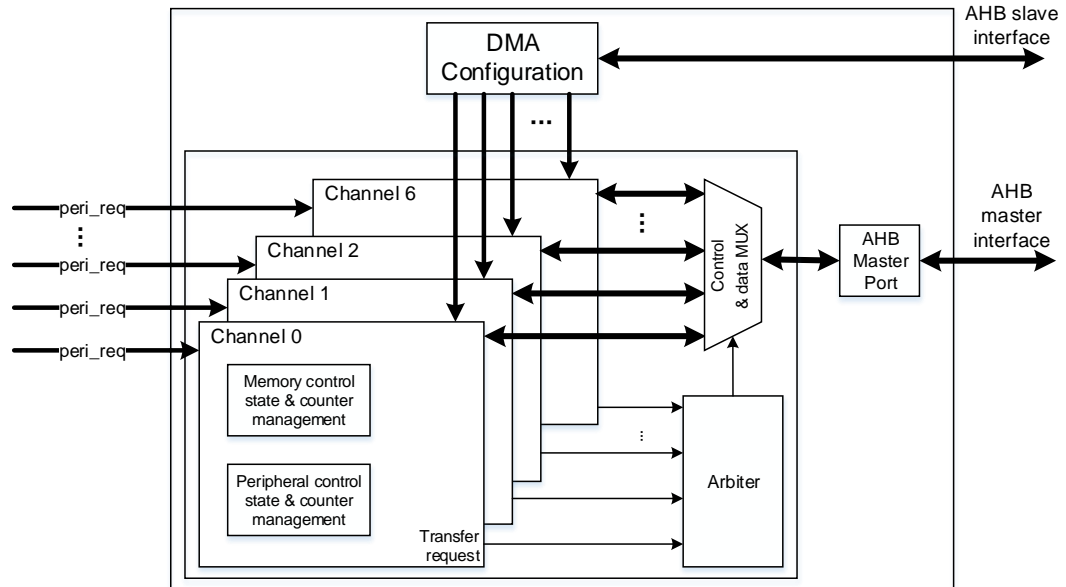 AHB slave
interface
DMA
Configuration
...
Channel 6
peri_req
...
...
Channel 2
peri_req
Channel 1
peri_req
Channel 0
peri_req
Control
& data MUX
AHB
Master
Port
AHB
master
interface
Memory control
state & counter
management
...
Peripheral control
state & counter
management
Arbiter
Transfer
request